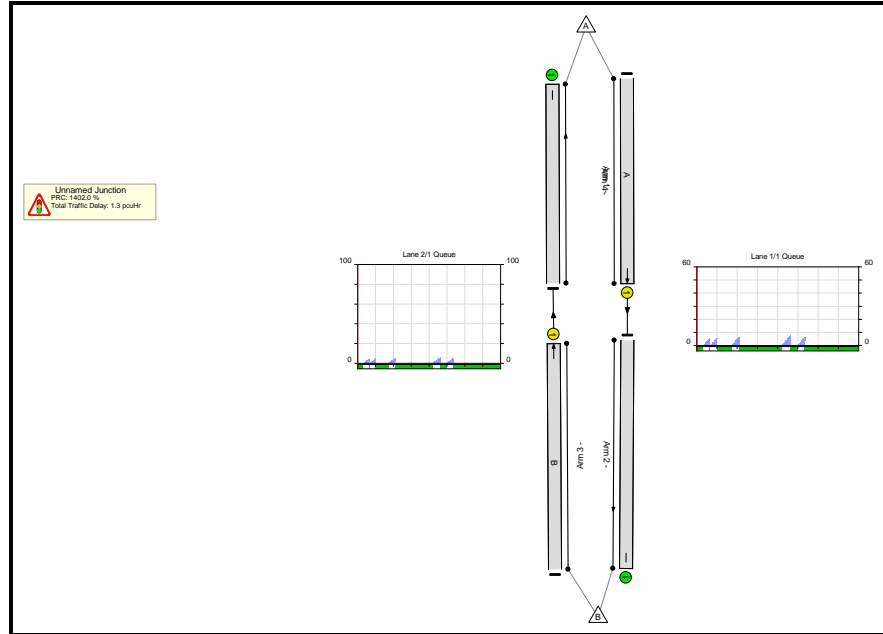 A
A
Unnamed Junction
PRC: 1402.0 %
Total Traffic Delay: 1.3 pcuHr
Lane 2/1 Queue
100
100
0
0
Lane 1/1 Queue
60
60
0
0
Arm 3 -
Arm 2 -
B
B